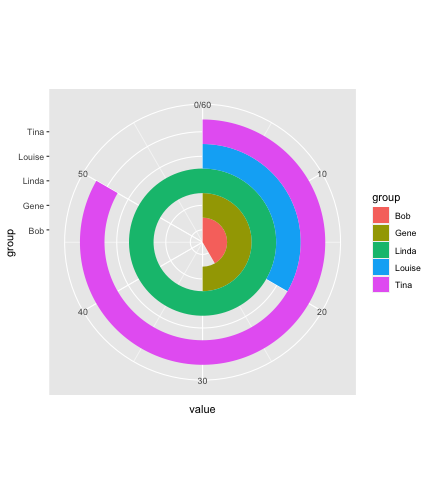 0/60
10
20
30
40
50
Tina
Louise
Linda
Gene
Bob
group
value
group
Bob
Gene
Linda
Louise
Tina